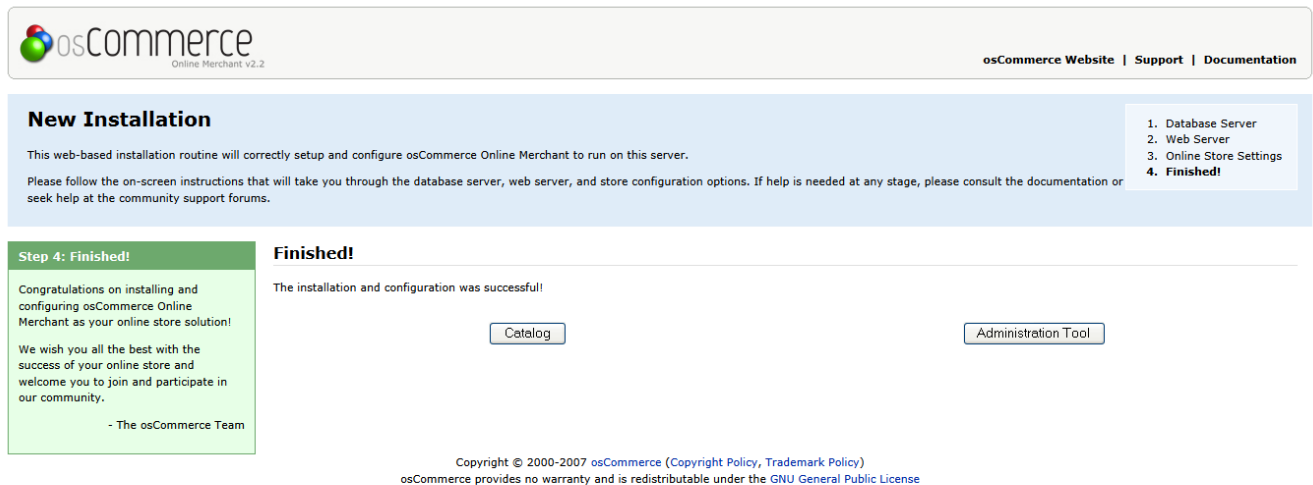 osCommerce
Online Merchant v2.2
osCommerce Website | Support | Documentation
New Installation
This web-based installation routine will correctly setup and configure osCommerce Online Merchant to run on this server.
Please follow the on-screen instructions that will take you through the database server, web server, and store configuration options. If help is needed at any stage, please consult the documentation or
seek help at the community support forums.
1. Database Server
2. Web Server
3. Online Store Settings
4. Finished!
Step 4: Finished!
Congratulations on installing and
configuring osCommerce Online
Merchant as your online store solution!
We wish you all the best with the
success of your online store and
welcome you to join and participate in
our community.
- The osCommerce Team
Finished!
The installation and configuration was successful!
Catalog
Administration Tool
Copyright © 2000-2007 osCommerce (Copyright Policy, Trademark Policy)
osCommerce provides no warranty and is redistributable under the GNU General Public License